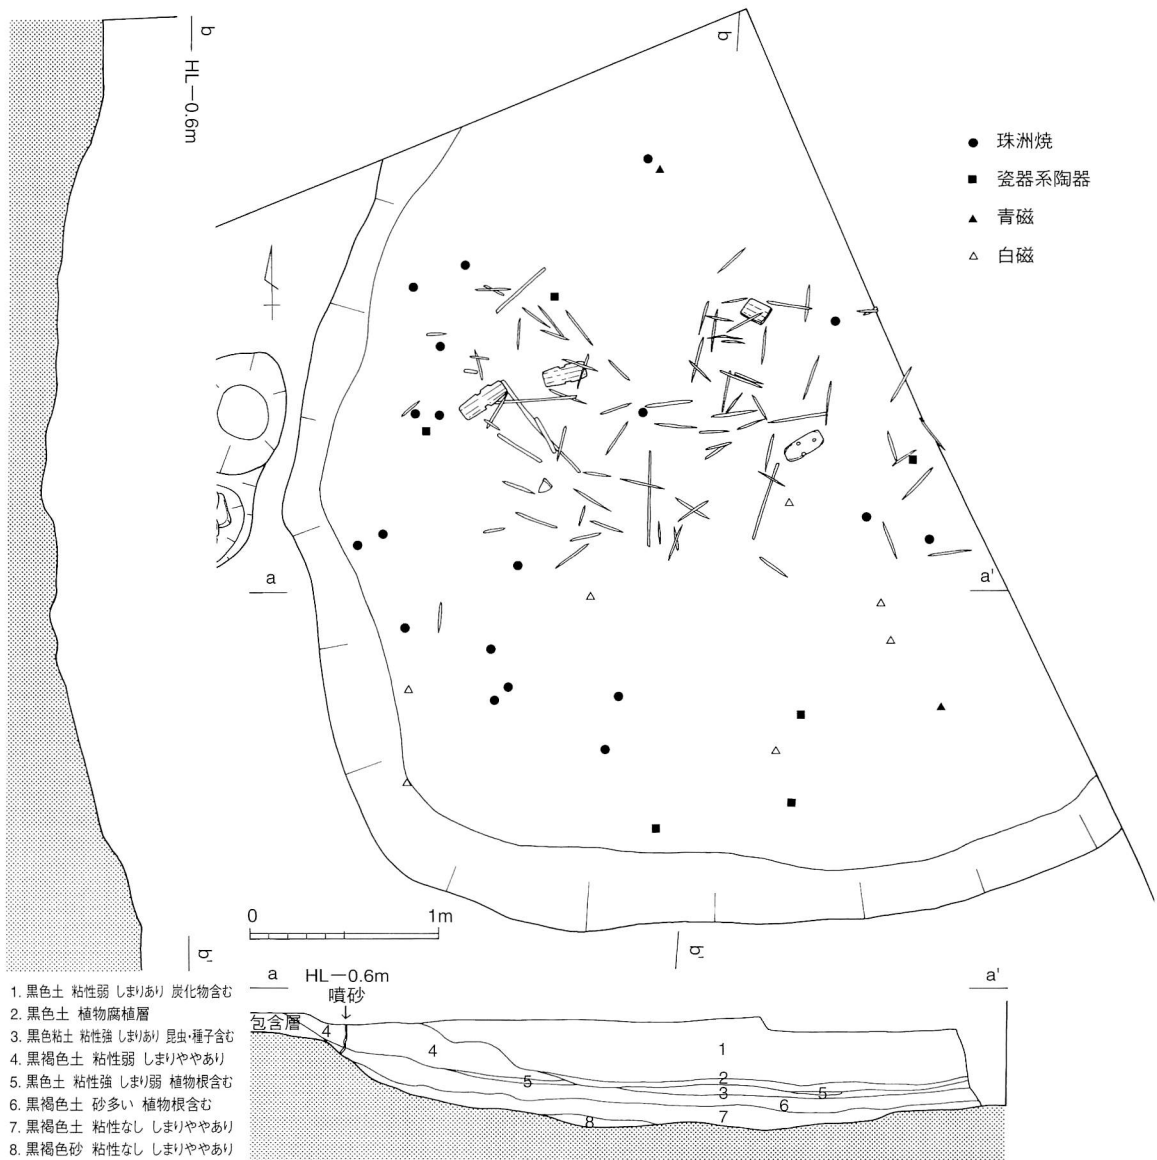 b
HL−0.6m
b
珠洲焼
瓷器系陶器
青磁
白磁
a
a'
0 1m
b'
b'
a
HL−0.6m
噴砂
a'
包含層
4
4
1
5
2
3
5
6
7
8
1. 黒色土 粘性弱 しまりあり 炭化物含む
2. 黒色土 植物腐植層
3. 黒色粘土 粘性強 しまりあり 昆虫・種子含む
4. 黒褐色土 粘性弱 しまりややあり
5. 黒色土 粘性強 しまり弱 植物根含む
6. 黒褐色土 砂多い 植物根含む
7. 黒褐色土 粘性なし しまりややあり
8. 黒褐色砂 粘性なし しまりややあり